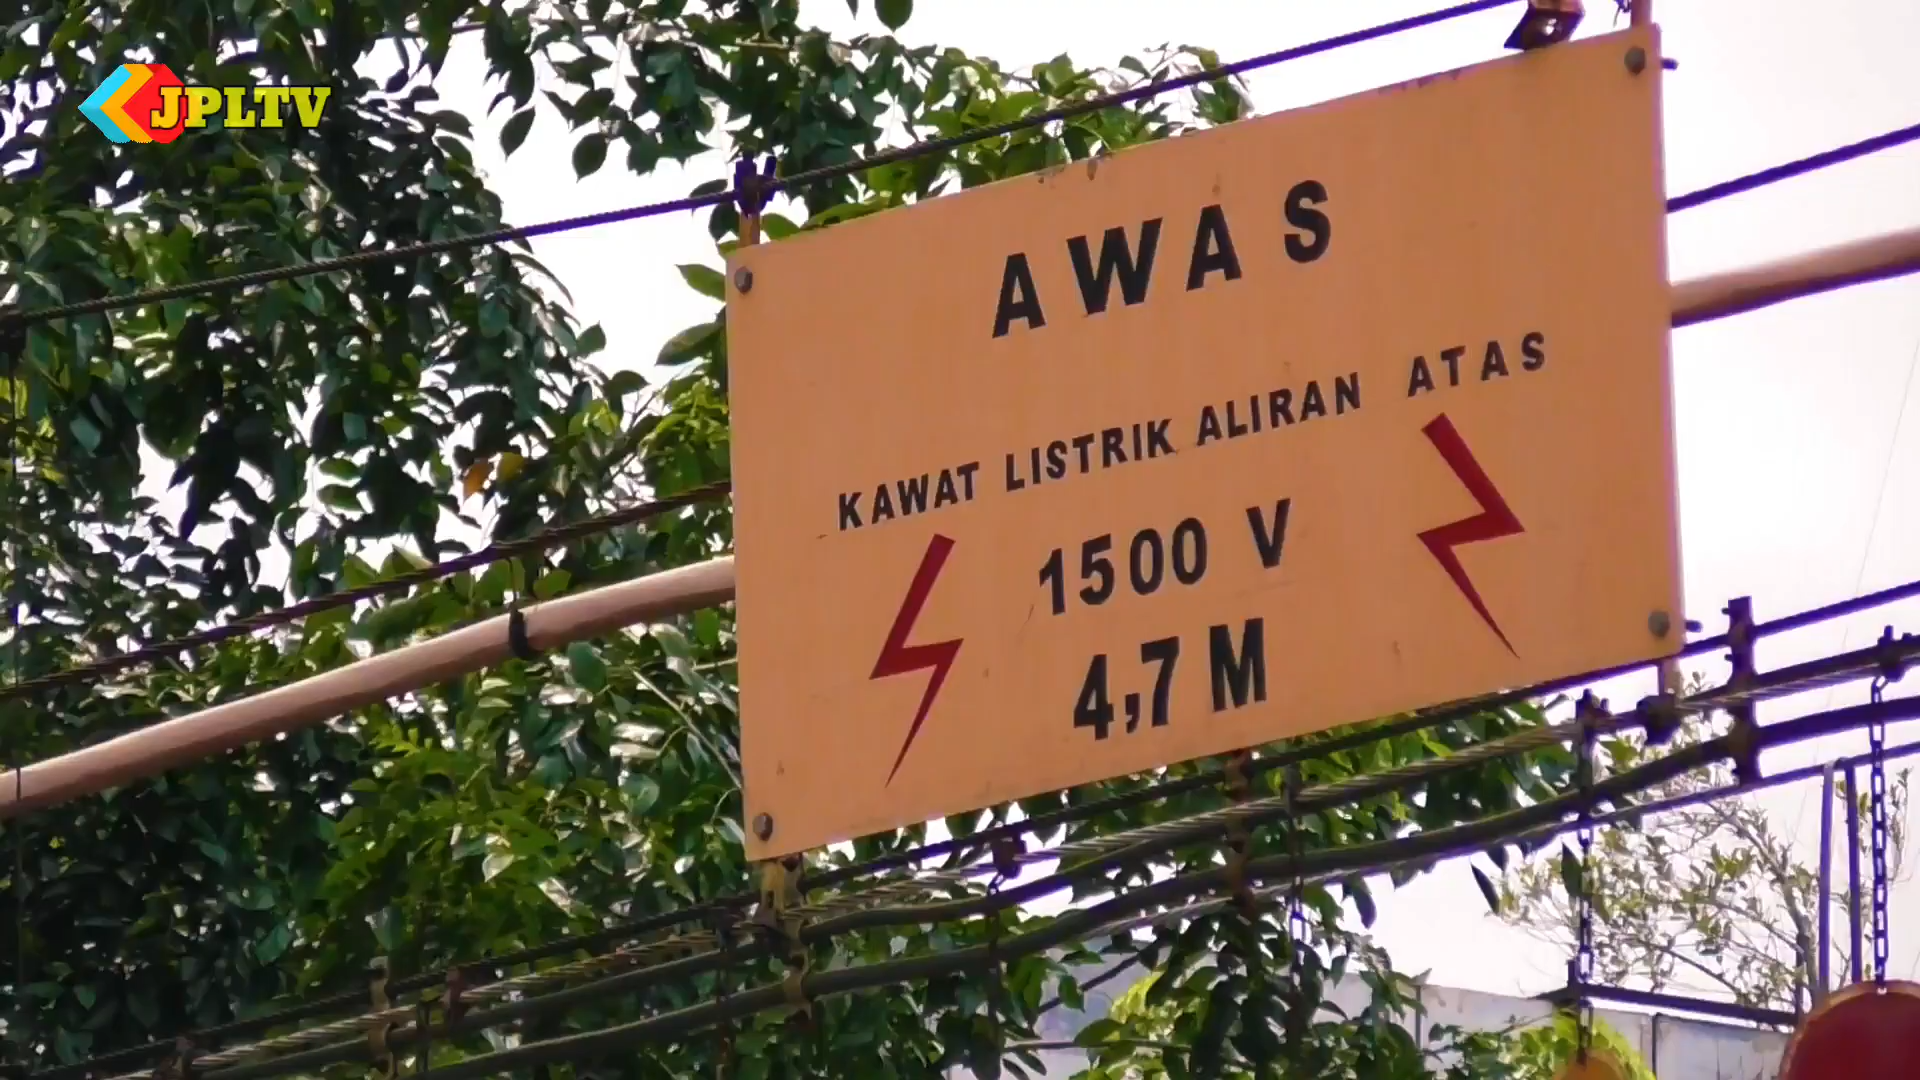 JPLTV
AWAS
KAWAT LISTRIK ALIRAN ATAS
1500 V
4,7 M